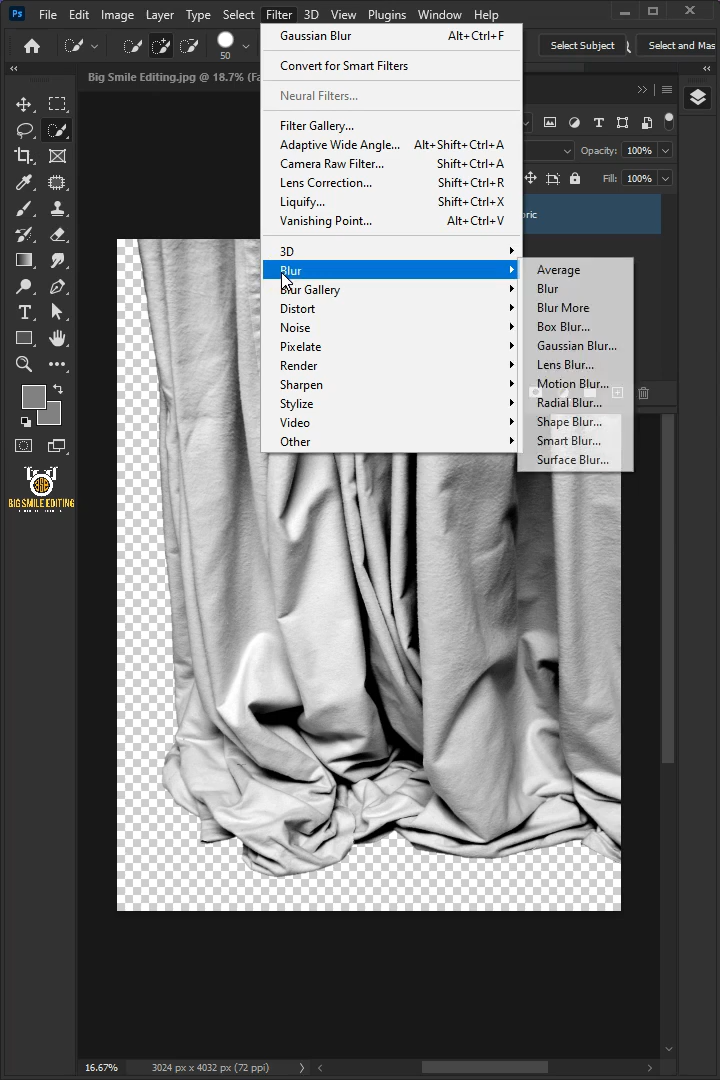 Ps File Edit Image Layer Type Select Filter 3D View Plugins Window Help
50
Select Subject
Select and Mas
Big Smile Editing.jpg @ 18.7% (Fa
Gaussian Blur Alt+Ctrl+F
Convert for Smart Filters
Neural Filters...
Filter Gallery...
Adaptive Wide Angle... Alt+Shift+Ctrl+A
Camera Raw Filter... Shift+Ctrl+A
Lens Correction... Shift+Ctrl+R
Liquify... Shift+Ctrl+X
Vanishing Point... Alt+Ctrl+V
3D
Blur
Blur Gallery
Distort
Noise
Pixelate
Render
Sharpen
Stylize
Video
Other
Average
Blur
Blur More
Box Blur...
Gaussian Blur...
Lens Blur...
Motion Blur...
Radial Blur...
Shape Blur...
Smart Blur...
Surface Blur...
Opacity: 100%
Fill: 100%
ric
BIG SMILE EDITING
16.67% 3024 px x 4032 px (72 ppi)